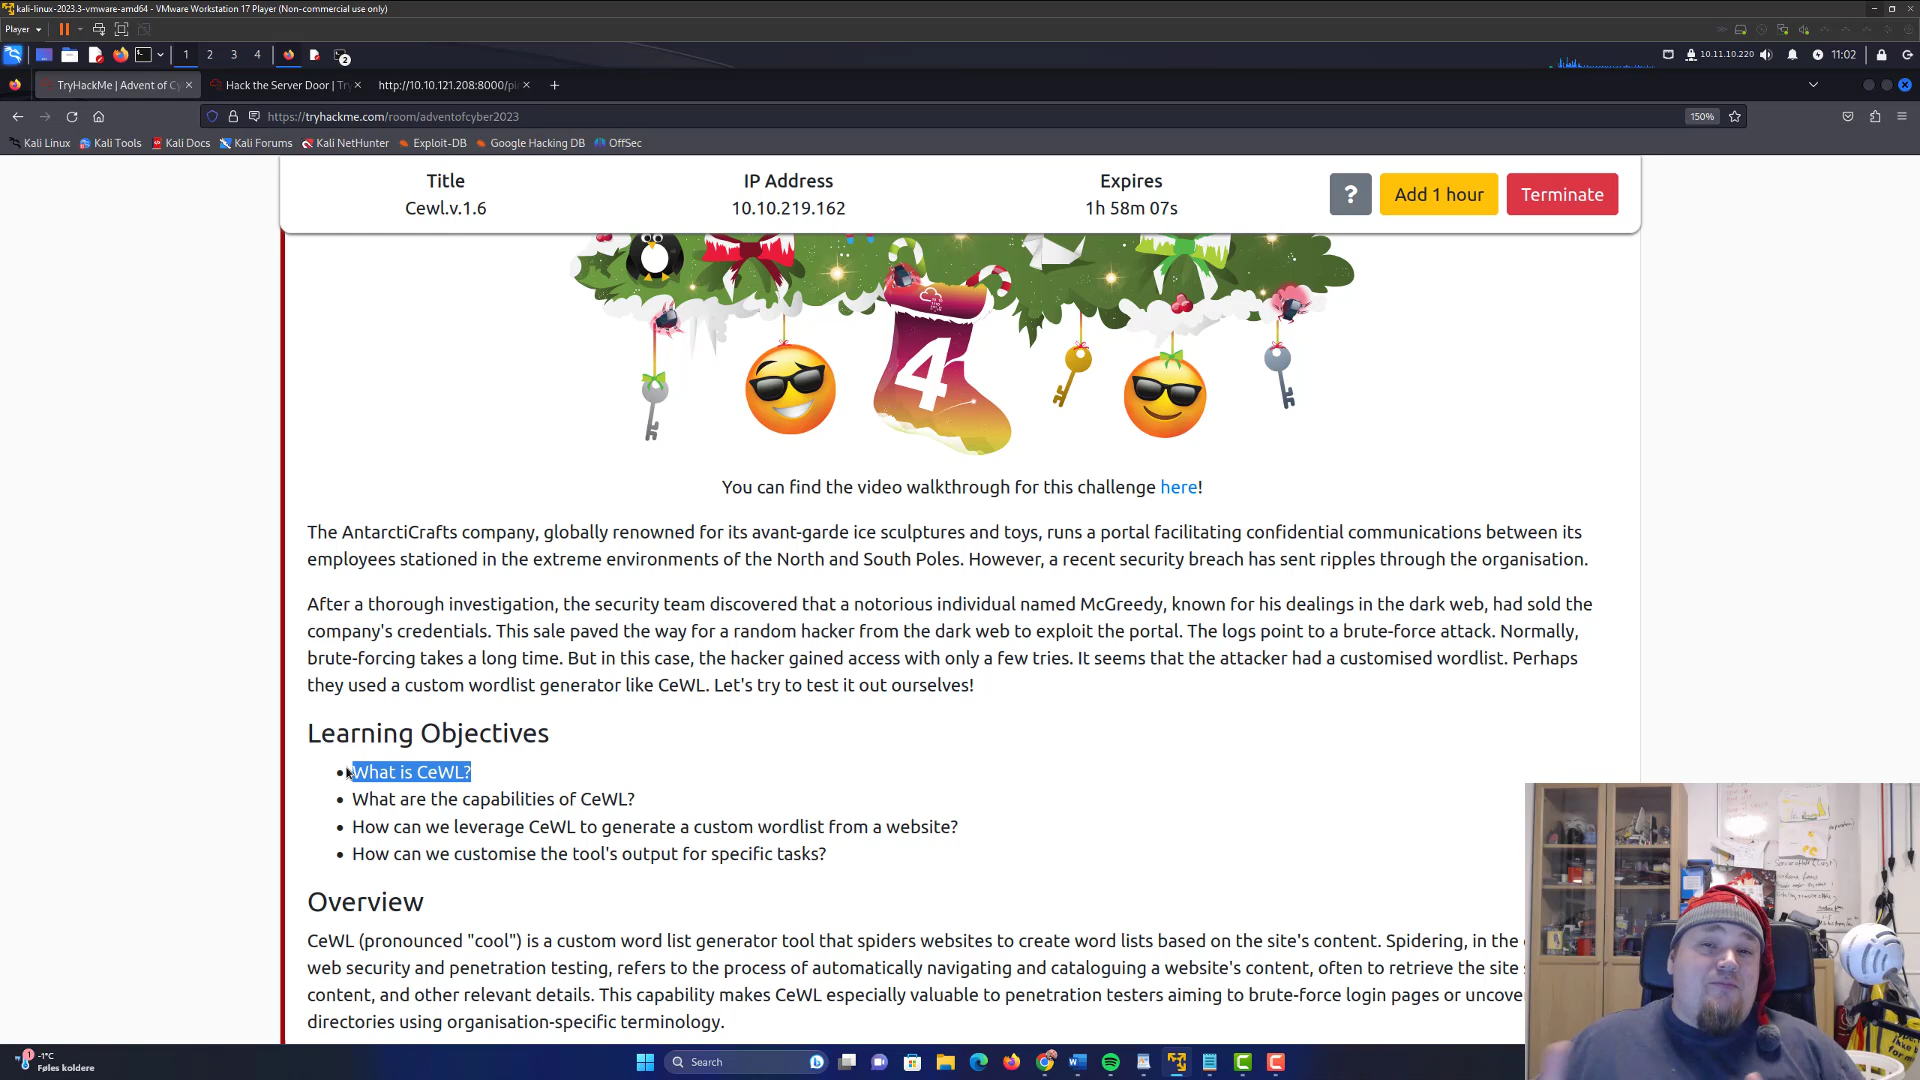 kali-linux-2023.3-vmware-amd64 - VMware Workstation 17 Player (Non-commercial use only)
Player
1 2 3 4
2
10.11.10.220
11:02
TryHackMe | Advent of Cy
Hack the Server Door | Try
http://10.10.121.208:8000/pi
https://tryhackme.com/room/adventofcyber2023
150%
Kali Linux Kali Tools Kali Docs Kali Forums Kali NetHunter Exploit-DB Google Hacking DB OffSec
Title IP Address Expires
Cewl.v.1.6 10.10.219.162 1h 58m 07s
? Add 1 hour Terminate
4
You can find the video walkthrough for this challenge here!
The AntarctiCrafts company, globally renowned for its avant-garde ice sculptures and toys, runs a portal facilitating confidential communications between its
employees stationed in the extreme environments of the North and South Poles. However, a recent security breach has sent ripples through the organisation.
After a thorough investigation, the security team discovered that a notorious individual named McGreedy, known for his dealings in the dark web, had sold the
company's credentials. This sale paved the way for a random hacker from the dark web to exploit the portal. The logs point to a brute-force attack. Normally,
brute-forcing takes a long time. But in this case, the hacker gained access with only a few tries. It seems that the attacker had a customised wordlist. Perhaps
they used a custom wordlist generator like CeWL. Let's try to test it out ourselves!
Learning Objectives
• What is CeWL?
• What are the capabilities of CeWL?
• How can we leverage CeWL to generate a custom wordlist from a website?
• How can we customise the tool's output for specific tasks?
Overview
CeWL (pronounced "cool") is a custom word list generator tool that spiders websites to create word lists based on the site's content. Spidering, in the
web security and penetration testing, refers to the process of automatically navigating and cataloguing a website's content, often to retrieve the site
content, and other relevant details. This capability makes CeWL especially valuable to penetration testers aiming to brute-force login pages or uncove
directories using organisation-specific terminology.
1
-1°C
Føles koldere
Search